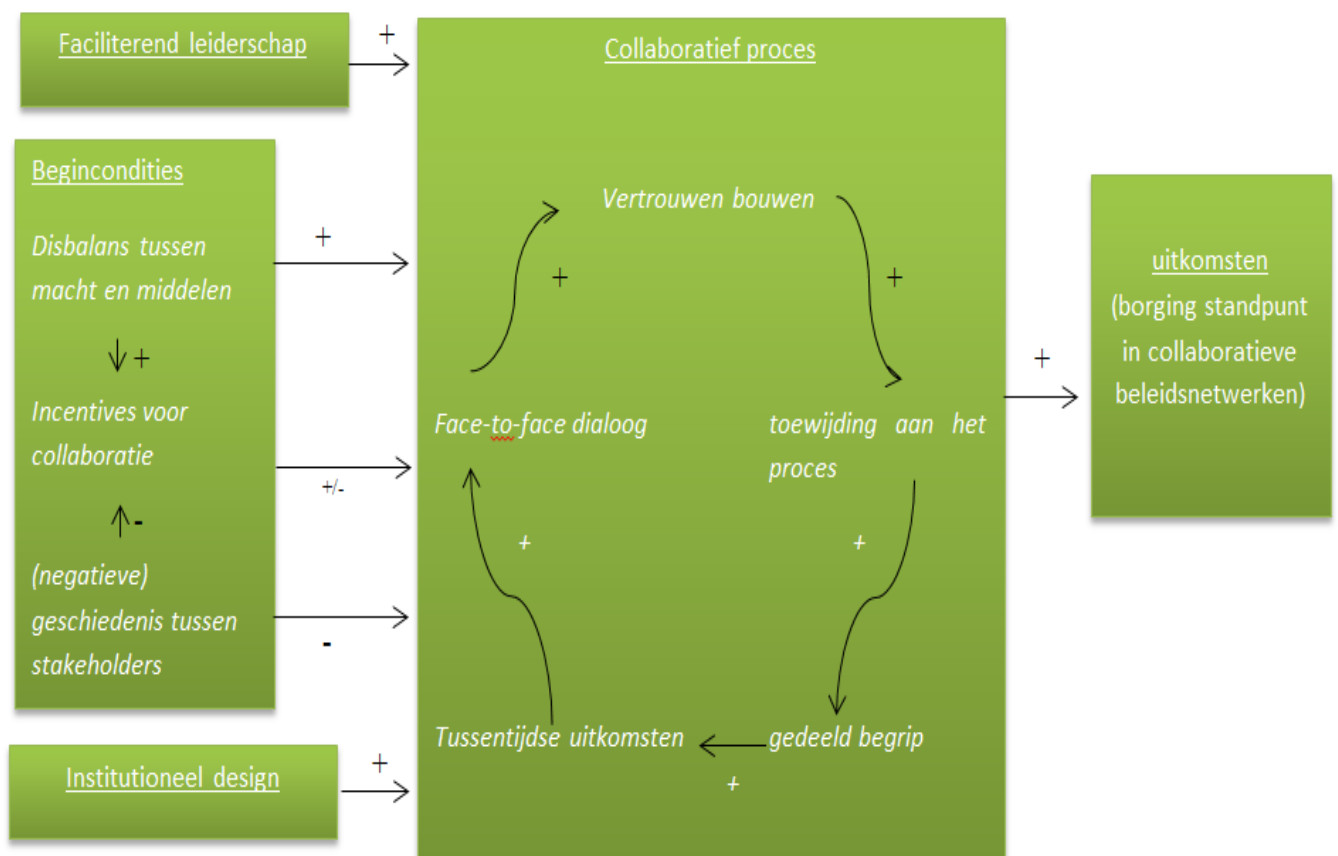 Faciliterend leiderschap
+
Begincondities
Disbalans tussen
macht en middelen
+
Incentives voor
collaboratie
-
(negatieve)
geschiedenis tussen
stakeholders
+
+/-
-
Institutioneel design
+
Collaboratief proces
Vertrouwen bouwen
+
+
Face-to-face dialoog
toewijding aan het
proces
+
+
Tussentijdse uitkomsten
gedeeld begrip
+
+
uitkomsten
(borging standpunt
in collaboratieve
beleidsnetwerken)